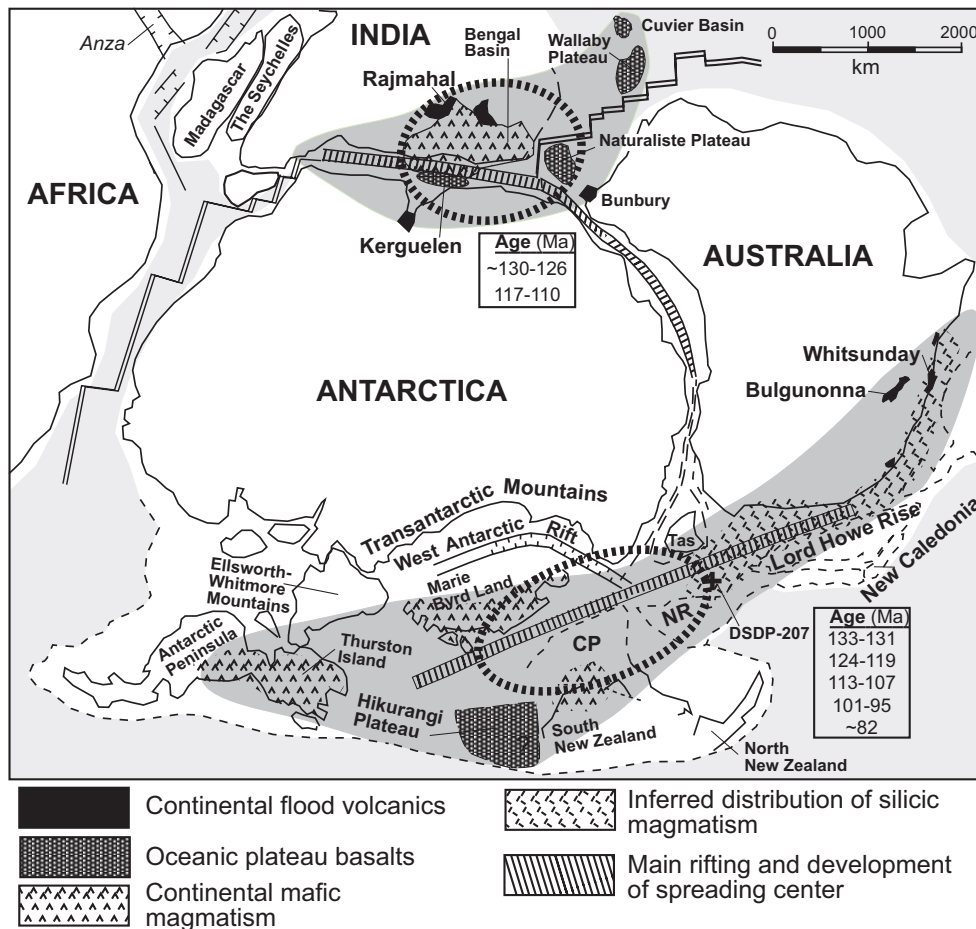 Anza
Madagascar
The Seychelles
INDIA
Rajmahal
Bengal
Basin
Wallaby
Plateau
Cuvier Basin
0 1000 2000
km
AFRICA
Naturaliste Plateau
Bunbury
Kerguelen
Age (Ma)
~130-126
117-110
AUSTRALIA
ANTARCTICA
Whitsunday
Bulgunonna
Transantarctic Mountains
West Antarctic Rift
Marie
Byrd Land
Ellsworth-
Whitmore
Mountains
Antarctic
Peninsula
Thurston
Island
Hikurangi
Plateau
?
South
New Zealand
North
New Zealand
CP
NR
Tas
Lord Howe Rise
New Caledonia
DSDP-207
Age (Ma)
133-131
124-119
113-107
101-95
~82
Continental flood volcanics
Oceanic plateau basalts
Continental mafic
magmatism
Inferred distribution of silicic
magmatism
Main rifting and development
of spreading center